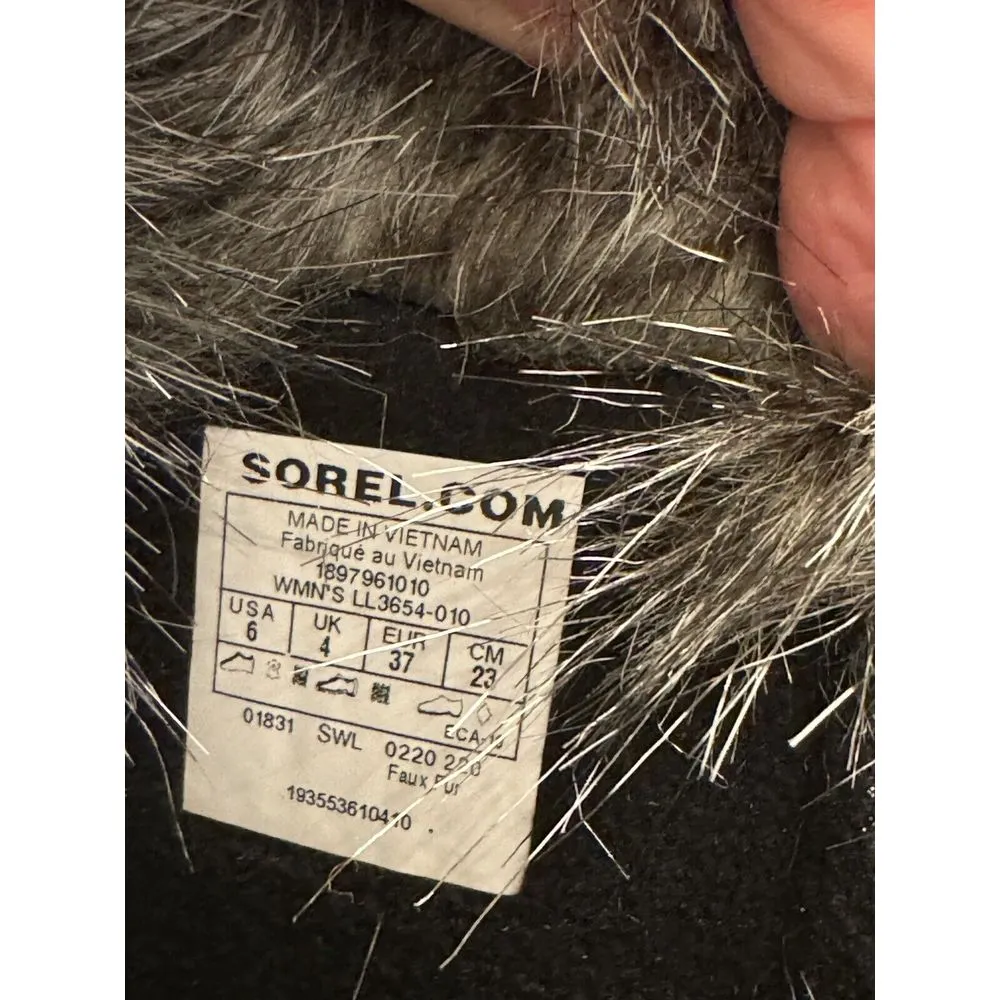 SOREL.COM
MADE IN VIETNAM
Fabriqué au Vietnam
1897961010
WMN'S LL3654-010
USA UK EUR CM
6 4 37 23
01831 SWL 0220
Faux Fur
193553610410